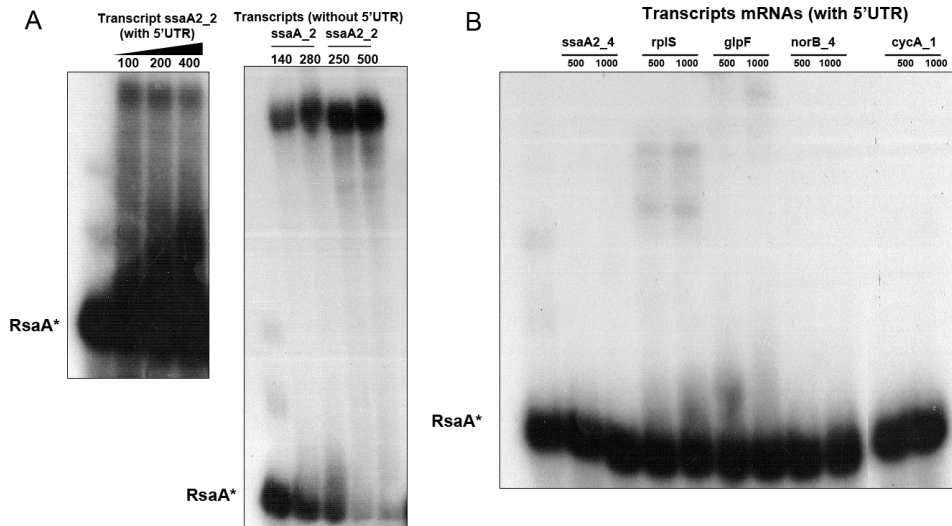 A
Transcript ssaA2_2
(with 5'UTR)
100 200 400
RsaA*
Transcripts (without 5'UTR)
ssaA_2 ssaA2_2
140 280 250 500
RsaA*
B
Transcripts mRNAs (with 5'UTR)
ssaA2_4 rplS glpF norB_4 cycA_1
500 1000 500 1000 500 1000 500 1000 500 1000
RsaA*